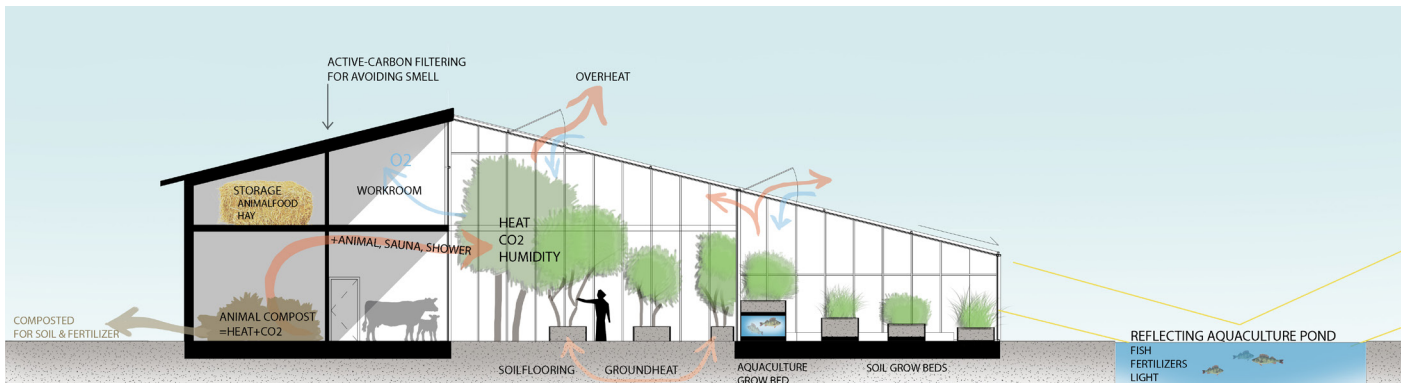 ACTIVE-CARBON FILTERING
FOR AVOIDING SMELL
OVERHEAT
O2
STORAGE
ANIMALFOOD
HAY
WORKROOM
HEAT
CO2
HUMIDITY
+ANIMAL, SAUNA, SHOWER
ANIMAL COMPOST
=HEAT+CO2
COMPOSTED
FOR SOIL & FERTILIZER
SOILFLOORING
GROUNDHEAT
AQUACULTURE
GROW BED
SOIL GROW BEDS
REFLECTING AQUACULTURE POND
FISH
FERTILIZERS
LIGHT